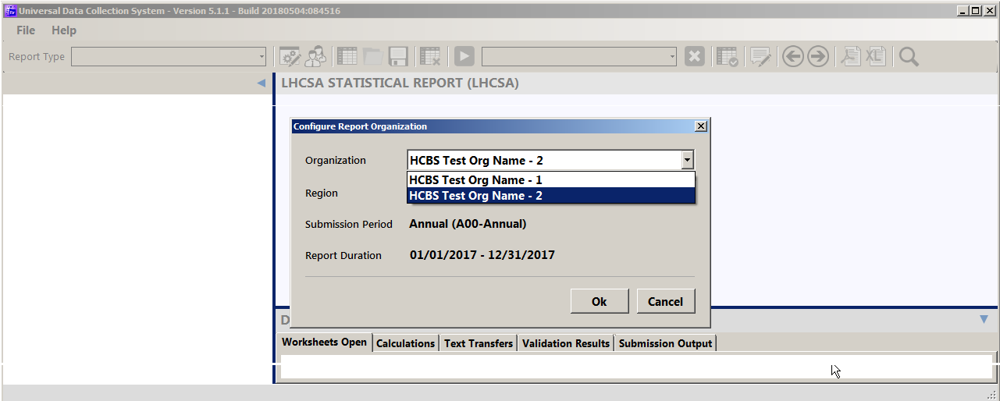 Universal Data Collection System - Version 5.1.1 - Build 20180504:084516
File Help
Report Type
LHCSA STATISTICAL REPORT (LHCSA)
Configure Report Organization
Organization HCBS Test Org Name - 2
HCBS Test Org Name - 1
Region HCBS Test Org Name - 2
Submission Period Annual (A00-Annual)
Report Duration 01/01/2017 - 12/31/2017
Ok Cancel
D
Worksheets Open Calculations Text Transfers Validation Results Submission Output